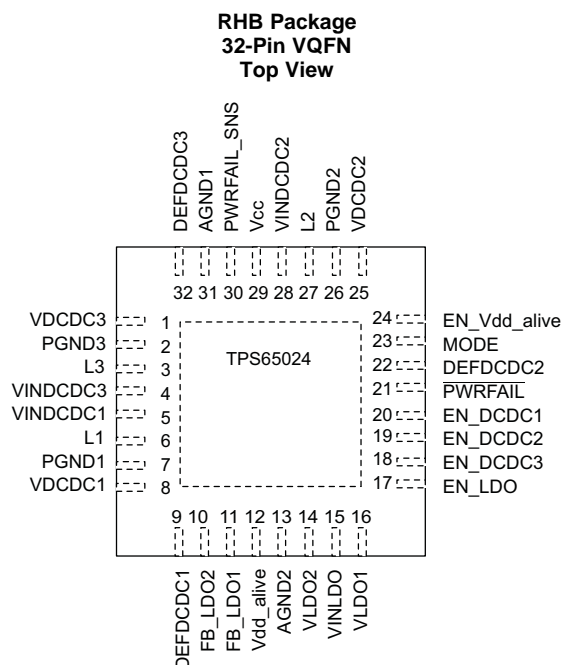 RHB Package
32-Pin VQFN
Top View
DEFDCDC3
AGND1
PWRFAIL_SNS
Vcc
VINDCDC2
L2
PGND2
VDCDC2
32 31 30 29 28 27 26 25
VDCDC3 1
PGND3 2
L3 3
VINDCDC3 4
VINDCDC1 5
L1 6
PGND1 7
VDCDC1 8
TPS65024
24 EN_Vdd_alive
23 MODE
22 DEFDCDC2
21 PWRFAIL
20 EN_DCDC1
19 EN_DCDC2
18 EN_DCDC3
17 EN_LDO
9 10 11 12 13 14 15 16
DEFDCDC1
FB_LDO2
FB_LDO1
Vdd_alive
AGND2
VLDO2
VINLDO
VLDO1